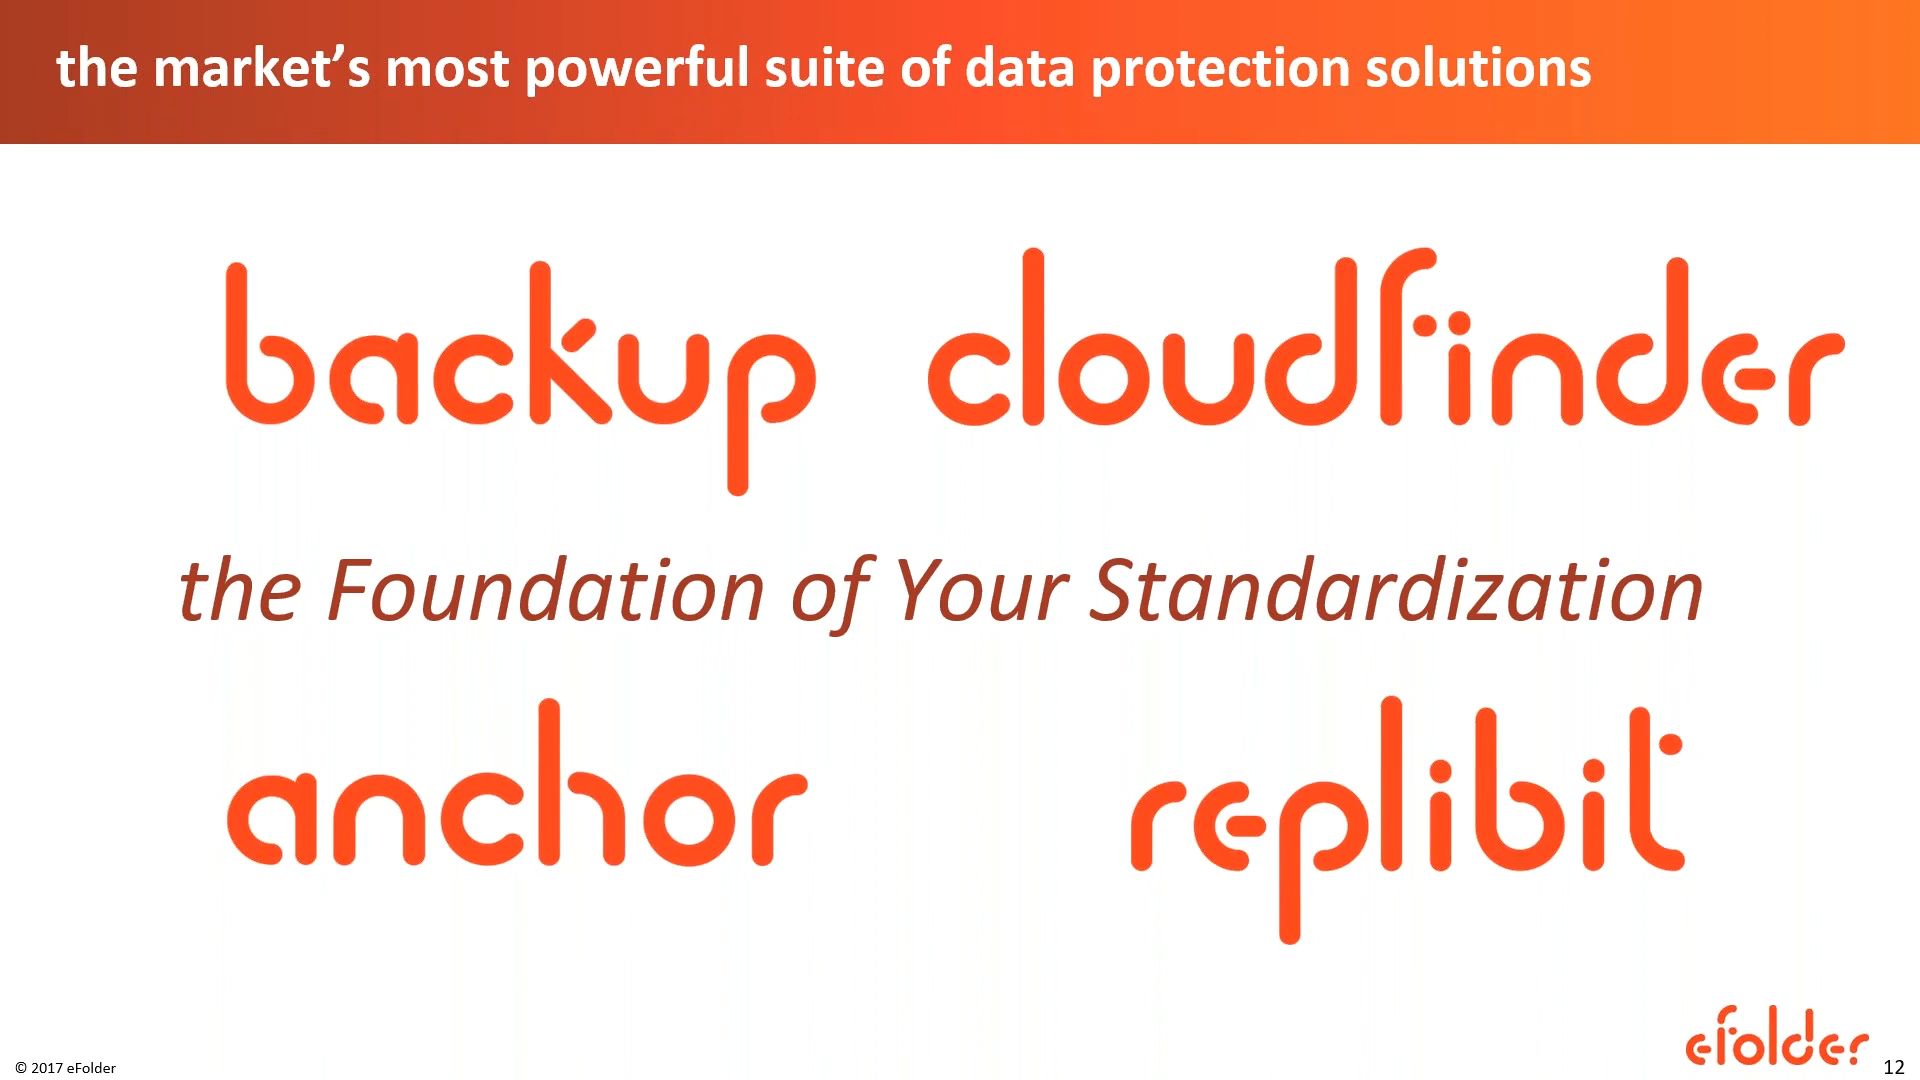 the market’s most powerful suite of data protection solutions
backup cloudfinder
the Foundation of Your Standardization
anchor replibit
efolder
© 2017 eFolder
12